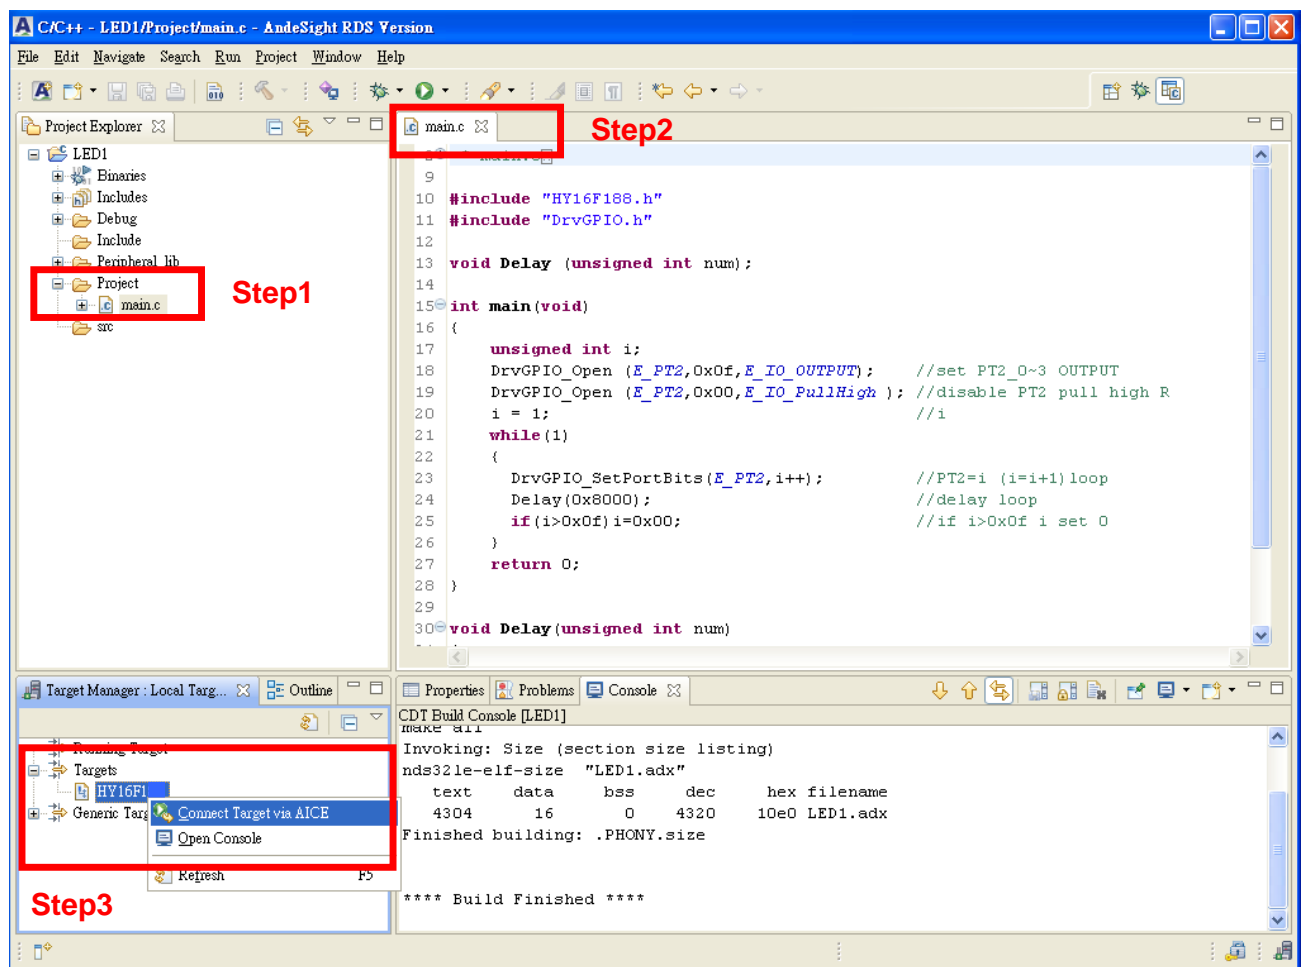 C/C++ - LED1/Project/main.c - AndeSight RDS Version
File Edit Navigate Search Run Project Window Help
Project Explorer
LED1
Binaries
Includes
Debug
Include
Peripheral_lib
Project
main.c
src
Step1
main.c
Step2
9
10 #include "HY16F188.h"
11 #include "DrvGPIO.h"
12
13 void Delay (unsigned int num);
14
15 int main(void)
16 {
17 unsigned int i;
18 DrvGPIO_Open (E_PT2,0x0f,E_IO_OUTPUT); //set PT2_0~3 OUTPUT
19 DrvGPIO_Open (E_PT2,0x00,E_IO_PullHigh ); //disable PT2 pull high R
20 i = 1; //i
21 while(1)
22 {
23 DrvGPIO_SetPortBits(E_PT2,i++); //PT2=i (i=i+1)loop
24 Delay(0x8000); //delay loop
25 if(i>0x0f)i=0x00; //if i>0x0f i set 0
26 }
27 return 0;
28 }
29
30 void Delay(unsigned int num)
Target Manager : Local Targ... Outline
Running Target
Targets
HY16F1
Generic Targ
Connect Target via AICE
Open Console
Refresh F5
Step3
Properties Problems Console
CDT Build Console [LED1]
make all
Invoking: Size (section size listing)
nds32le-elf-size "LED1.adx"
text data bss dec hex filename
4304 16 0 4320 10e0 LED1.adx
Finished building: .PHONY.size
**** Build Finished ****